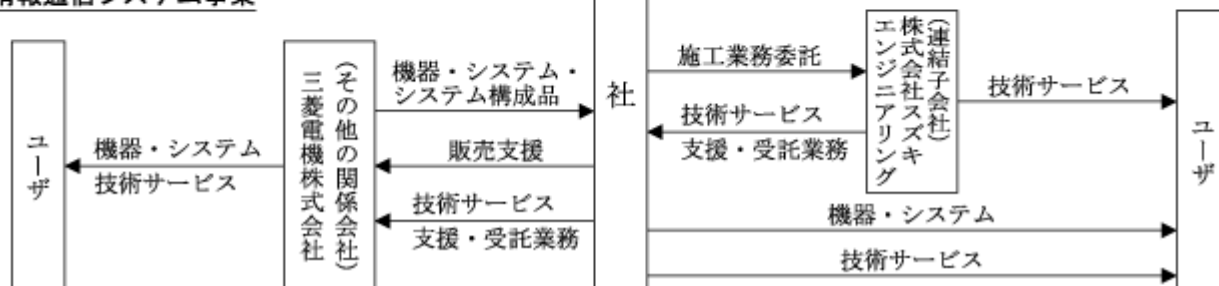 情報通信システム事業
ユーザ
機器・システム
技術サービス
(その他の関係会社)
三菱電機株式会社
機器・システム・
システム構成品
販売支援
技術サービス
支援・受託業務
社
施工業務委託
技術サービス
支援・受託業務
(連結子会社)
株式会社スズキ
エンジニアリング
技術サービス
機器・システム
技術サービス
ユーザ